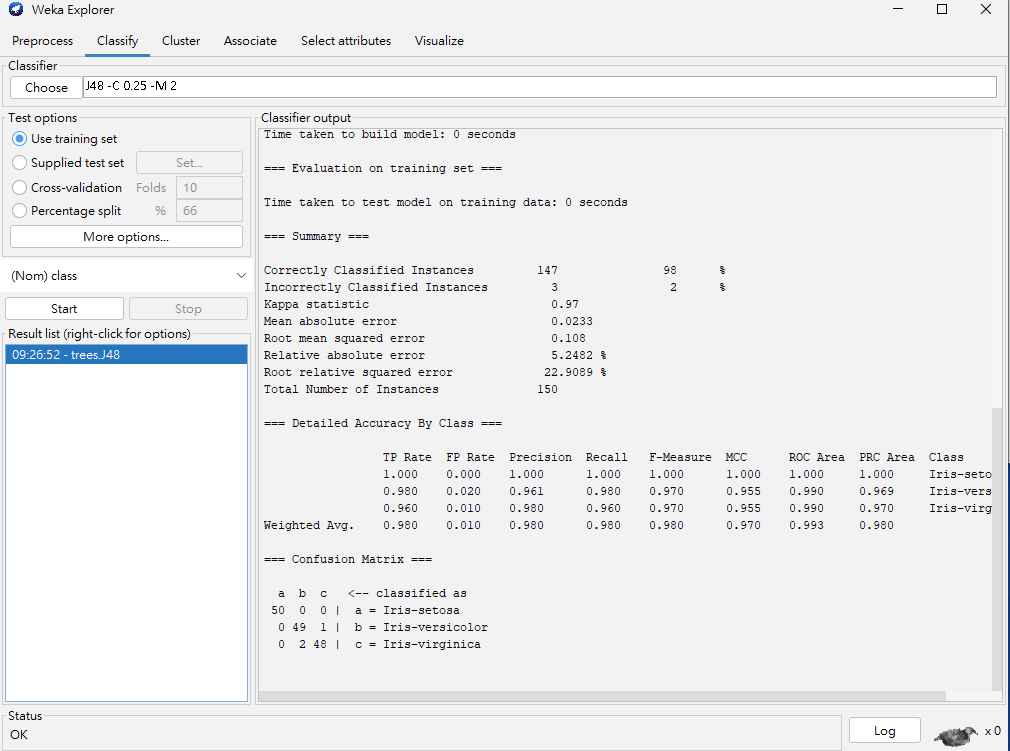 Weka Explorer
Preprocess Classify Cluster Associate Select attributes Visualize
Classifier
Choose J48 -C 0.25 -M 2
Test options
Use training set
Supplied test set Set...
Cross-validation Folds 10
Percentage split % 66
More options...
(Nom) class
Start Stop
Result list (right-click for options)
09:26:52 - trees.J48
Classifier output
Time taken to build model: 0 seconds
=== Evaluation on training set ===
Time taken to test model on training data: 0 seconds
=== Summary ===
Correctly Classified Instances 147 98 %
Incorrectly Classified Instances 3 2 %
Kappa statistic 0.97
Mean absolute error 0.0233
Root mean squared error 0.108
Relative absolute error 5.2482 %
Root relative squared error 22.9089 %
Total Number of Instances 150
=== Detailed Accuracy By Class ===
TP Rate FP Rate Precision Recall F-Measure MCC ROC Area PRC Area Class
1.000 0.000 1.000 1.000 1.000 1.000 1.000 1.000 Iris-seto
0.980 0.020 0.961 0.980 0.970 0.955 0.990 0.969 Iris-vers
0.960 0.010 0.980 0.960 0.970 0.955 0.990 0.970 Iris-virg
Weighted Avg. 0.980 0.010 0.980 0.980 0.980 0.970 0.993 0.980
=== Confusion Matrix ===
a b c <-- classified as
50 0 0 | a = Iris-setosa
0 49 1 | b = Iris-versicolor
0 2 48 | c = Iris-virginica
Status
OK
Log x 0